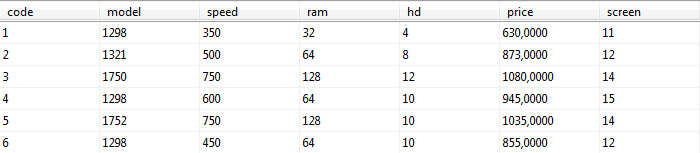 code model speed ram hd price screen
1 1298 350 32 4 630,0000 11
2 1321 500 64 8 873,0000 12
3 1750 750 128 12 1080,0000 14
4 1298 600 64 10 945,0000 15
5 1752 750 128 10 1035,0000 14
6 1298 450 64 10 855,0000 12